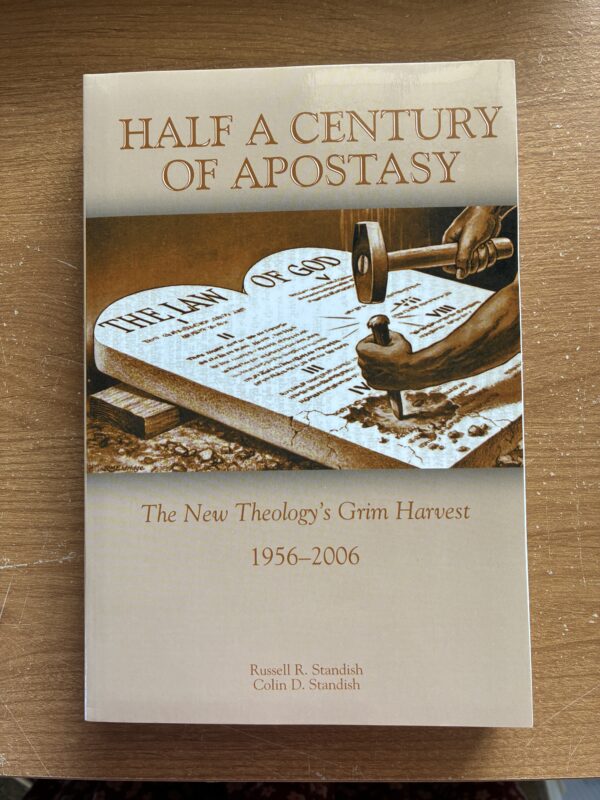 HALF A CENTURY
OF APOSTASY
THE LAW OF GOD
V
II
VIII
III
IV
The New Theology's Grim Harvest
1956–2006
Russell R. Standish
Colin D. Standish